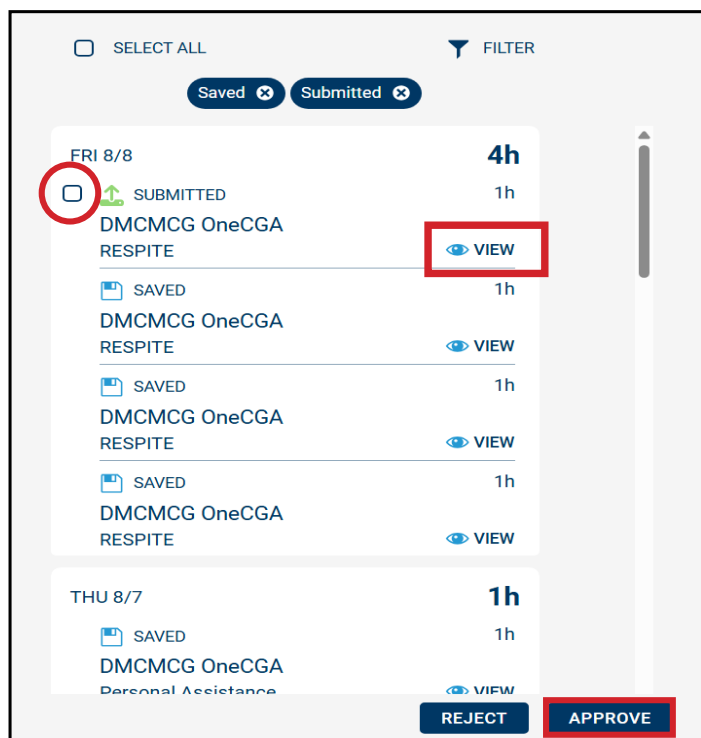 SELECT ALL FILTER
Saved Submitted
FRI 8/8 4h
SUBMITTED 1h
DMCMCG OneCGA
RESPITE VIEW
SAVED 1h
DMCMCG OneCGA
RESPITE VIEW
SAVED 1h
DMCMCG OneCGA
RESPITE VIEW
SAVED 1h
DMCMCG OneCGA
RESPITE VIEW
THU 8/7 1h
SAVED 1h
DMCMCG OneCGA
Personal Assistance VIEW
REJECT APPROVE